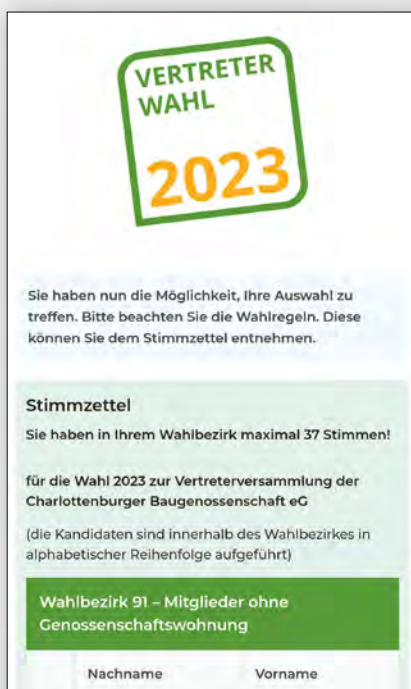 VERTRETER
WAHL
2023
Sie haben nun die Möglichkeit, Ihre Auswahl zu
treffen. Bitte beachten Sie die Wahlregeln. Diese
können Sie dem Stimmzettel entnehmen.
Stimmzettel
Sie haben in Ihrem Wahlbezirk maximal 37 Stimmen!
für die Wahl 2023 zur Vertreterversammlung der
Charlottenburger Baugenossenschaft eG
(die Kandidaten sind innerhalb des Wahlbezirkes in
alphabetischer Reihenfolge aufgeführt)
Wahlbezirk 91 – Mitglieder ohne
Genossenschaftswohnung
Nachname Vorname